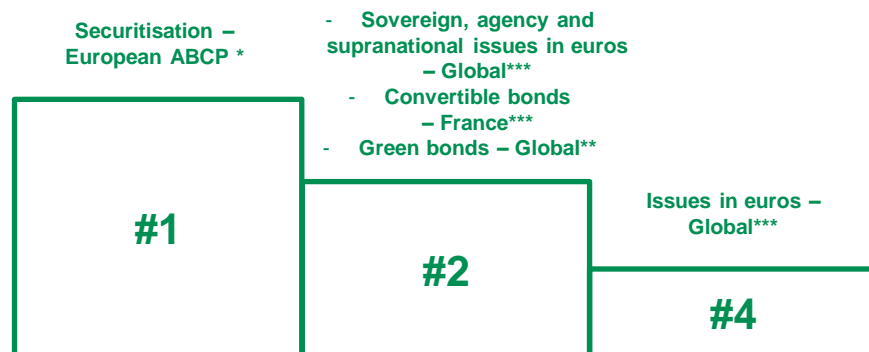 Securitisation –
European ABCP *
- Sovereign, agency and
supranational issues in euros
– Global***
- Convertible bonds
– France***
- Green bonds – Global**
Issues in euros –
Global***
#1
#2
#4